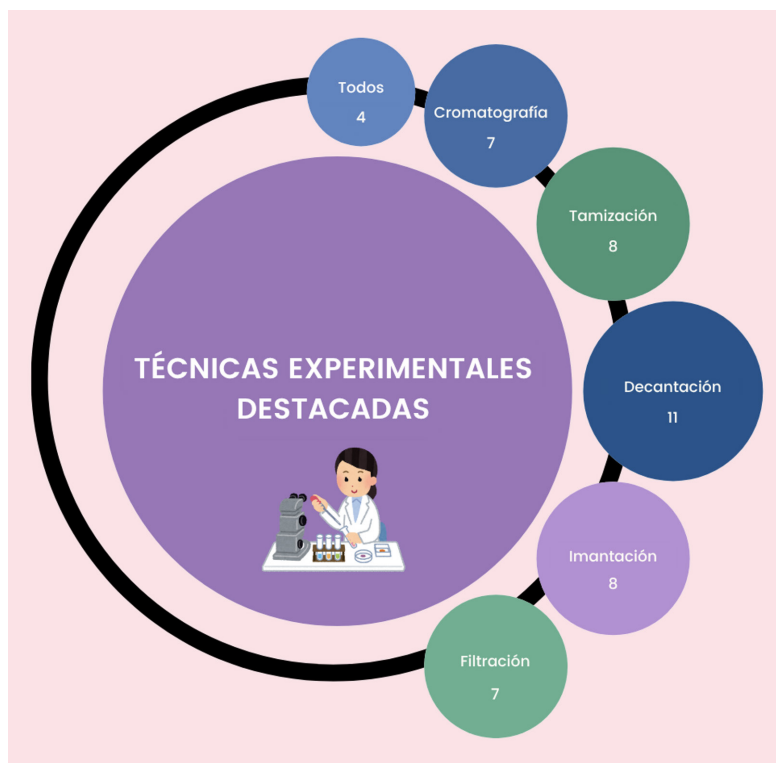 Todos
4
Cromatografía
7
Tamización
8
Decantación
11
Imantación
8
Filtración
7
TÉCNICAS EXPERIMENTALES
DESTACADAS